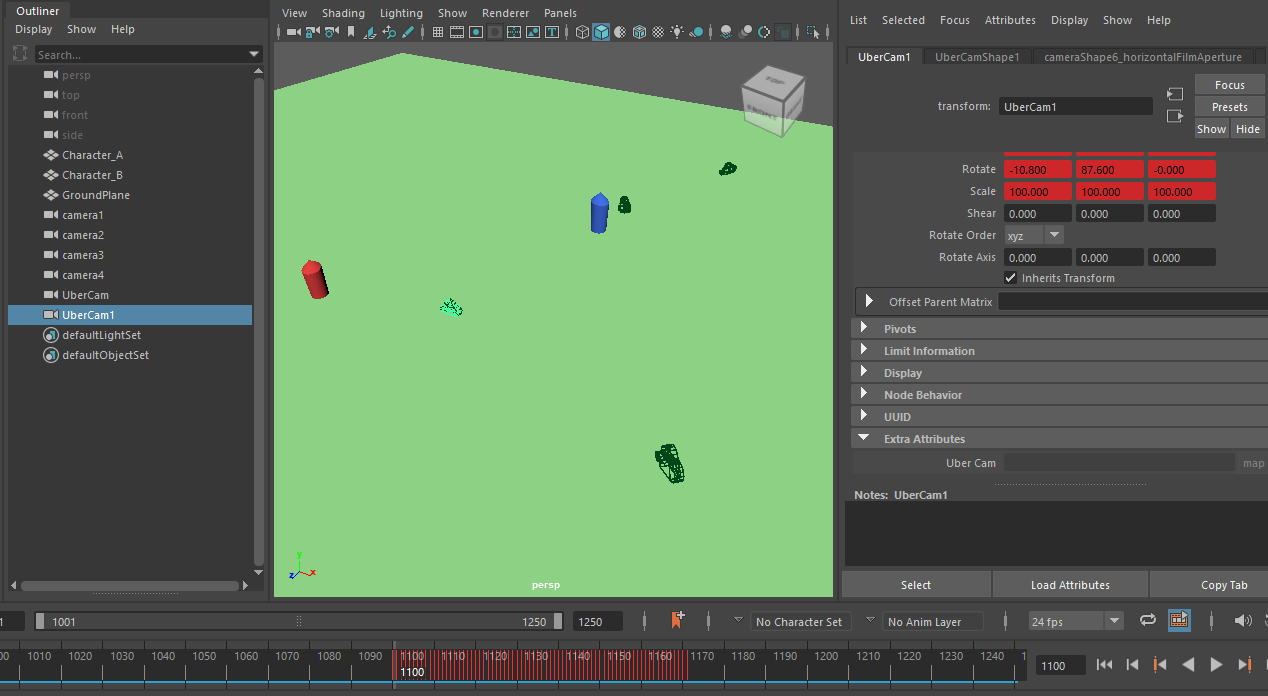 Outliner
Display Show Help
Search...
persp
top
front
side
Character_A
Character_B
GroundPlane
camera1
camera2
camera3
camera4
UberCam
UberCam1
defaultLightSet
defaultObjectSet
View Shading Lighting Show Renderer Panels
TOP
y
z x
persp
List Selected Focus Attributes Display Show Help
UberCam1 UberCamShape1 cameraShape6_horizontalFilmAperture
Focus
transform: UberCam1 Presets
Show Hide
Rotate -10.800 87.600 -0.000
Scale 100.000 100.000 100.000
Shear 0.000 0.000 0.000
Rotate Order xyz
Rotate Axis 0.000 0.000 0.000
Inherits Transform
Offset Parent Matrix
Pivots
Limit Information
Display
Node Behavior
UUID
Extra Attributes
Uber Cam map
Notes: UberCam1
Select Load Attributes Copy Tab
1 1001 1250 1250 No Character Set No Anim Layer 24 fps
00 1010 1020 1030 1040 1050 1060 1070 1080 1090 1100 1110 1120 1130 1140 1150 1160 1170 1180 1190 1200 1210 1220 1230 1240 1
1100 1100